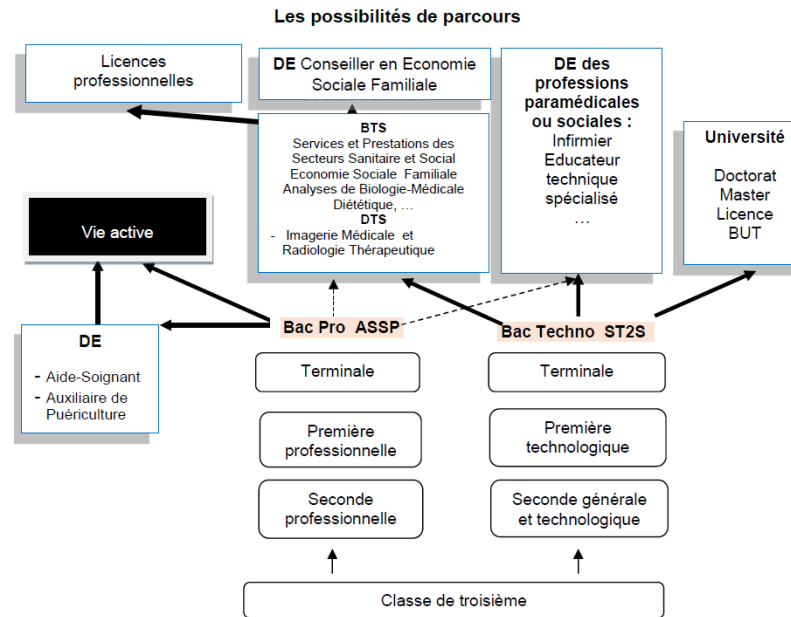 Les possibilités de parcours
Licences
professionnelles
DE Conseiller en Economie
Sociale Familiale
DE des
professions
paramédicales
ou sociales :
Infirmier
Educateur
technique
spécialisé
…
Université
Doctorat
Master
Licence
BUT
BTS
Services et Prestations des
Secteurs Sanitaire et Social
Economie Sociale Familiale
Analyses de Biologie-Médicale
Diététique, …
DTS
- Imagerie Médicale et
Radiologie Thérapeutique
Vie active
DE
- Aide-Soignant
- Auxiliaire de
Puériculture
Bac Pro ASSP
Bac Techno ST2S
Terminale
Terminale
Première
professionnelle
Première
technologique
Seconde
professionnelle
Seconde générale
et technologique
Classe de troisième